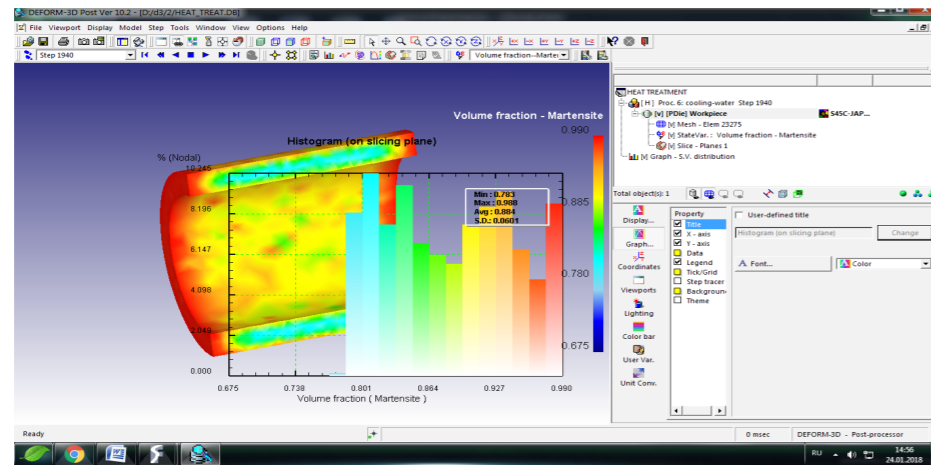 DEFORM-3D Post Ver 10.2 - [D:/d3/2/HEAT_TREAT.DB]
File Viewport Display Model Step Tools Window View Options Help
Step 1940
Volume fraction--Marter
HEAT TREATMENT
[ H ] Proc. 6: cooling-water Step 1940
[v] [PDie] Workpiece
S45C-JAP...
[v] Mesh - Elem 23275
[v] StateVar. : Volume fraction - Martensite
[v] Slice - Planes 1
[v] Graph - S.V. distribution
Total object(s): 1
Volume fraction - Martensite
0.990
0.885
0.780
0.675
Histogram (on slicing plane)
% (Nodal)
10.245
8.196
6.147
4.098
2.049
0.000
Min : 0.783
Max : 0.988
Avg : 0.884
S.D.: 0.0601
0.675 0.738 0.801 0.864 0.927 0.990
Volume fraction ( Martensite )
Display...
Graph...
Coordinates
Viewports
Lighting
Color bar
User Var.
Unit Conv.
Property
Title
X - axis
Y - axis
Data
Legend
Tick/Grid
Step tracer
Backgroun
Theme
User-defined title
Histogram (on slicing plane)
Change
A Font...
Color
Ready
0 msec
DEFORM-3D - Post-processor
RU
14:56
24.01.2018